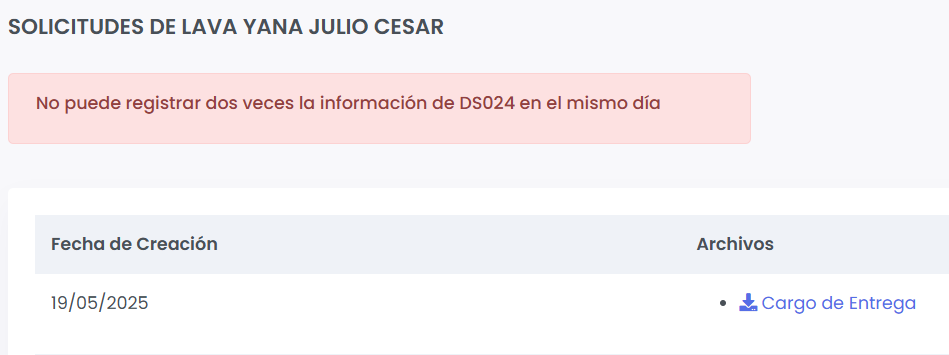 SOLICITUDES DE LAVA YANA JULIO CESAR
No puede registrar dos veces la información de DS024 en el mismo día
Fecha de Creación Archivos
19/05/2025 Cargo de Entrega